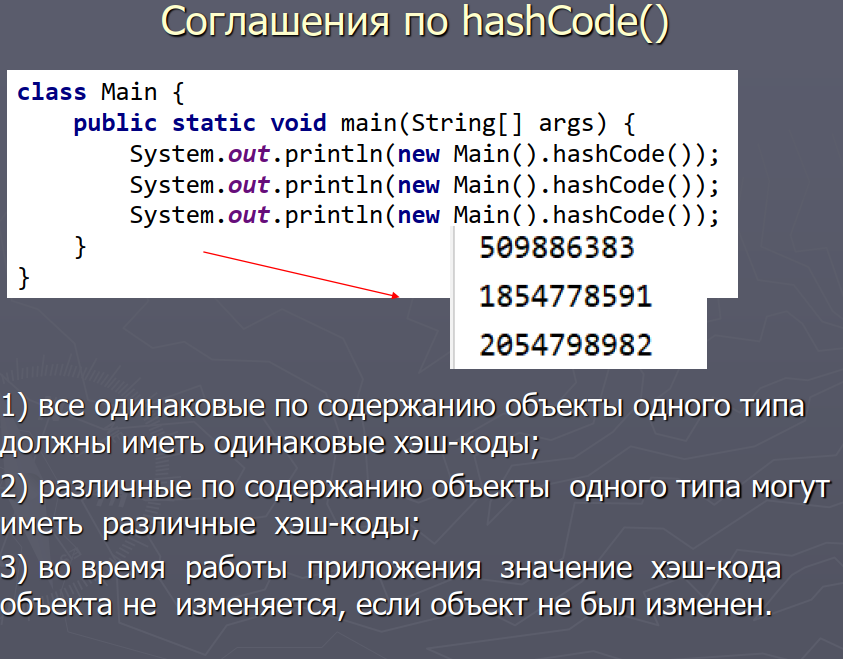 Соглашения по hashCode()
class Main {
public static void main(String[] args) {
System.out.println(new Main().hashCode());
System.out.println(new Main().hashCode());
System.out.println(new Main().hashCode());
}
}
509886383
1854778591
2054798982
1) все одинаковые по содержанию объекты одного типа
должны иметь одинаковые хэш-коды;
2) различные по содержанию объекты одного типа могут
иметь различные хэш-коды;
3) во время работы приложения значение хэш-кода
объекта не изменяется, если объект не был изменен.